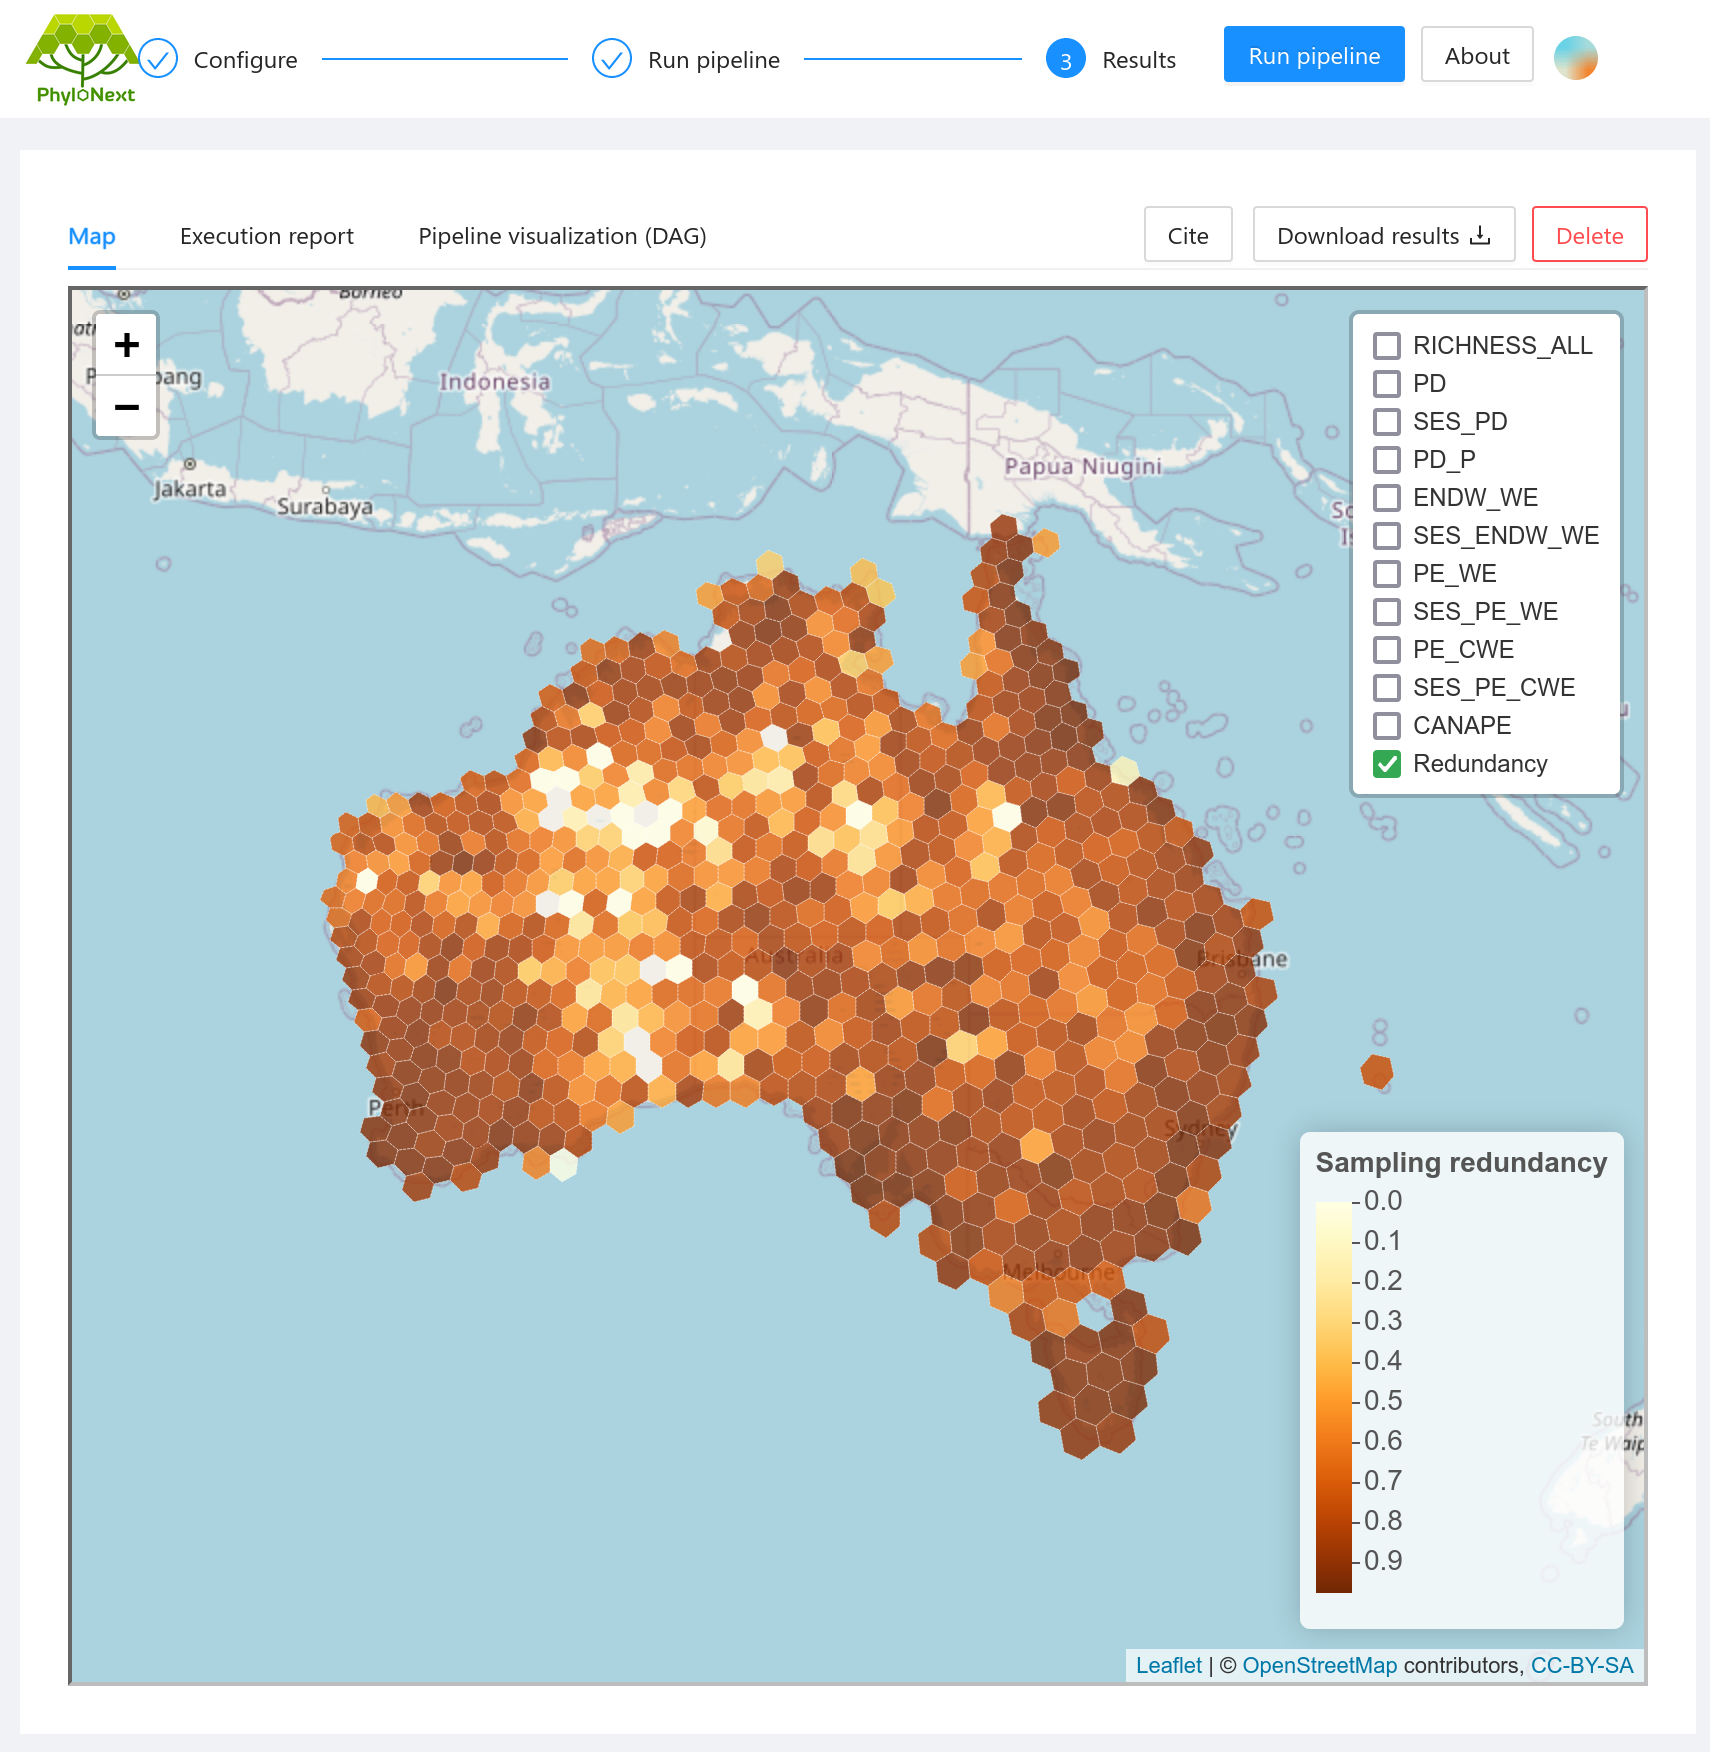 PhyloNext
Configure
Run pipeline
3
Results
Run pipeline
About
Map
Execution report
Pipeline visualization (DAG)
Cite
Download results
Delete
+
−
Borneo
Indonesia
Jakarta
Surabaya
Papua Niugini
Australia
Brisbane
Perth
Sydney
Melbourne
RICHNESS_ALL
PD
SES_PD
PD_P
ENDW_WE
SES_ENDW_WE
PE_WE
SES_PE_WE
PE_CWE
SES_PE_CWE
CANAPE
Redundancy
Sampling redundancy
0.0
0.1
0.2
0.3
0.4
0.5
0.6
0.7
0.8
0.9
South
Leaflet | © OpenStreetMap contributors, CC-BY-SA